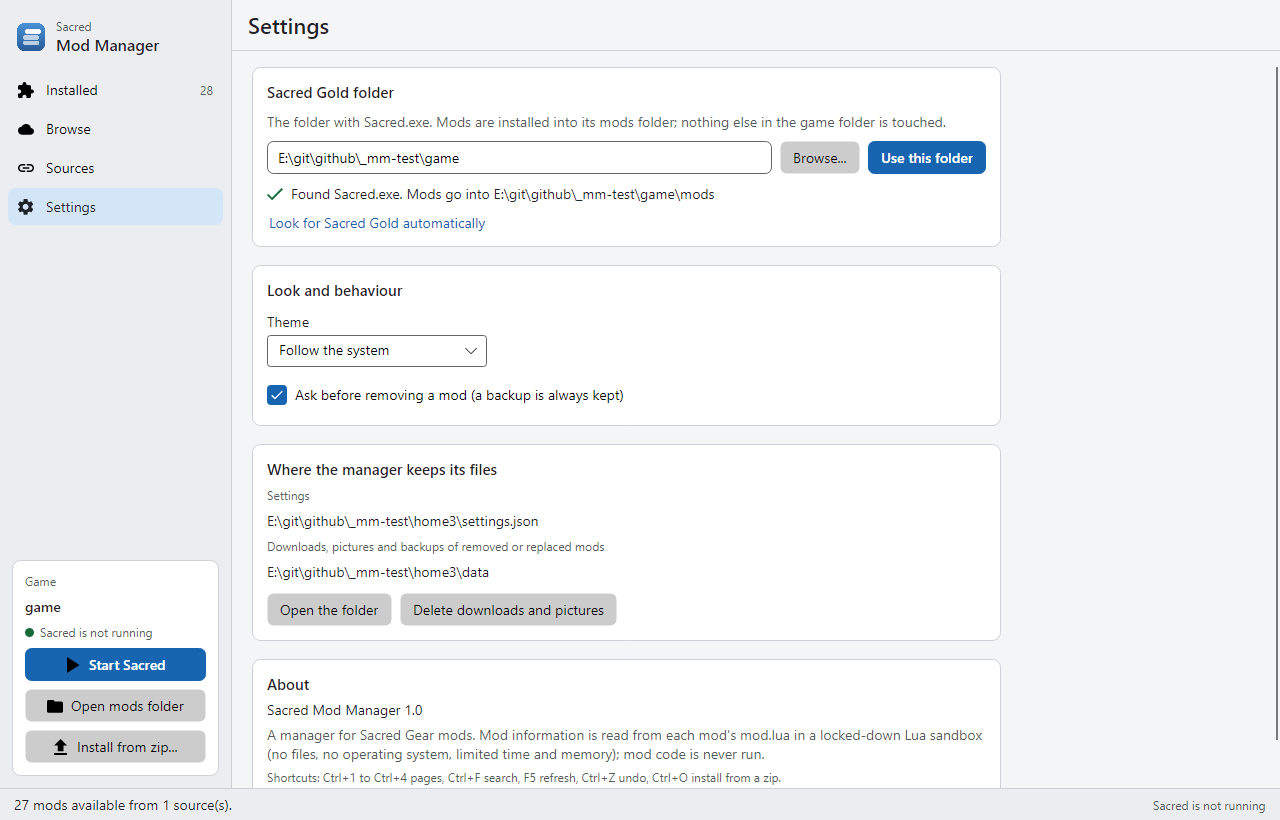 Sacred
Mod Manager
Installed 28
Browse
Sources
Settings
Game
game
Sacred is not running
Start Sacred
Open mods folder
Install from zip...
Settings
Sacred Gold folder
The folder with Sacred.exe. Mods are installed into its mods folder; nothing else in the game folder is touched.
E:\git\github\_mm-test\game
Browse...
Use this folder
Found Sacred.exe. Mods go into E:\git\github\_mm-test\game\mods
Look for Sacred Gold automatically
Look and behaviour
Theme
Follow the system
Ask before removing a mod (a backup is always kept)
Where the manager keeps its files
Settings
E:\git\github\_mm-test\home3\settings.json
Downloads, pictures and backups of removed or replaced mods
E:\git\github\_mm-test\home3\data
Open the folder
Delete downloads and pictures
About
Sacred Mod Manager 1.0
A manager for Sacred Gear mods. Mod information is read from each mod's mod.lua in a locked-down Lua sandbox
(no files, no operating system, limited time and memory); mod code is never run.
Shortcuts: Ctrl+1 to Ctrl+4 pages, Ctrl+F search, F5 refresh, Ctrl+Z undo, Ctrl+O install from a zip.
27 mods available from 1 source(s).
Sacred is not running